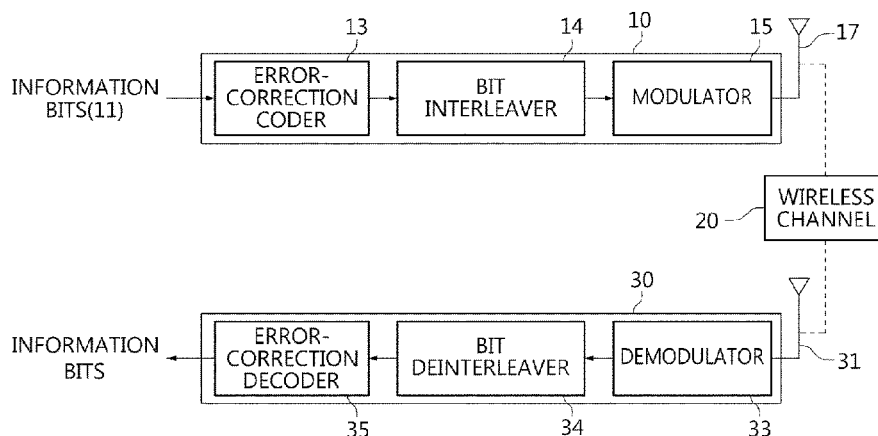 13
14
10
15
17
INFORMATION
BITS(11)
ERROR-
CORRECTION
CODER
BIT
INTERLEAVER
MODULATOR
20
WIRELESS
CHANNEL
30
INFORMATION
BITS
ERROR-
CORRECTION
DECODER
BIT
DEINTERLEAVER
DEMODULATOR
31
35
34
33